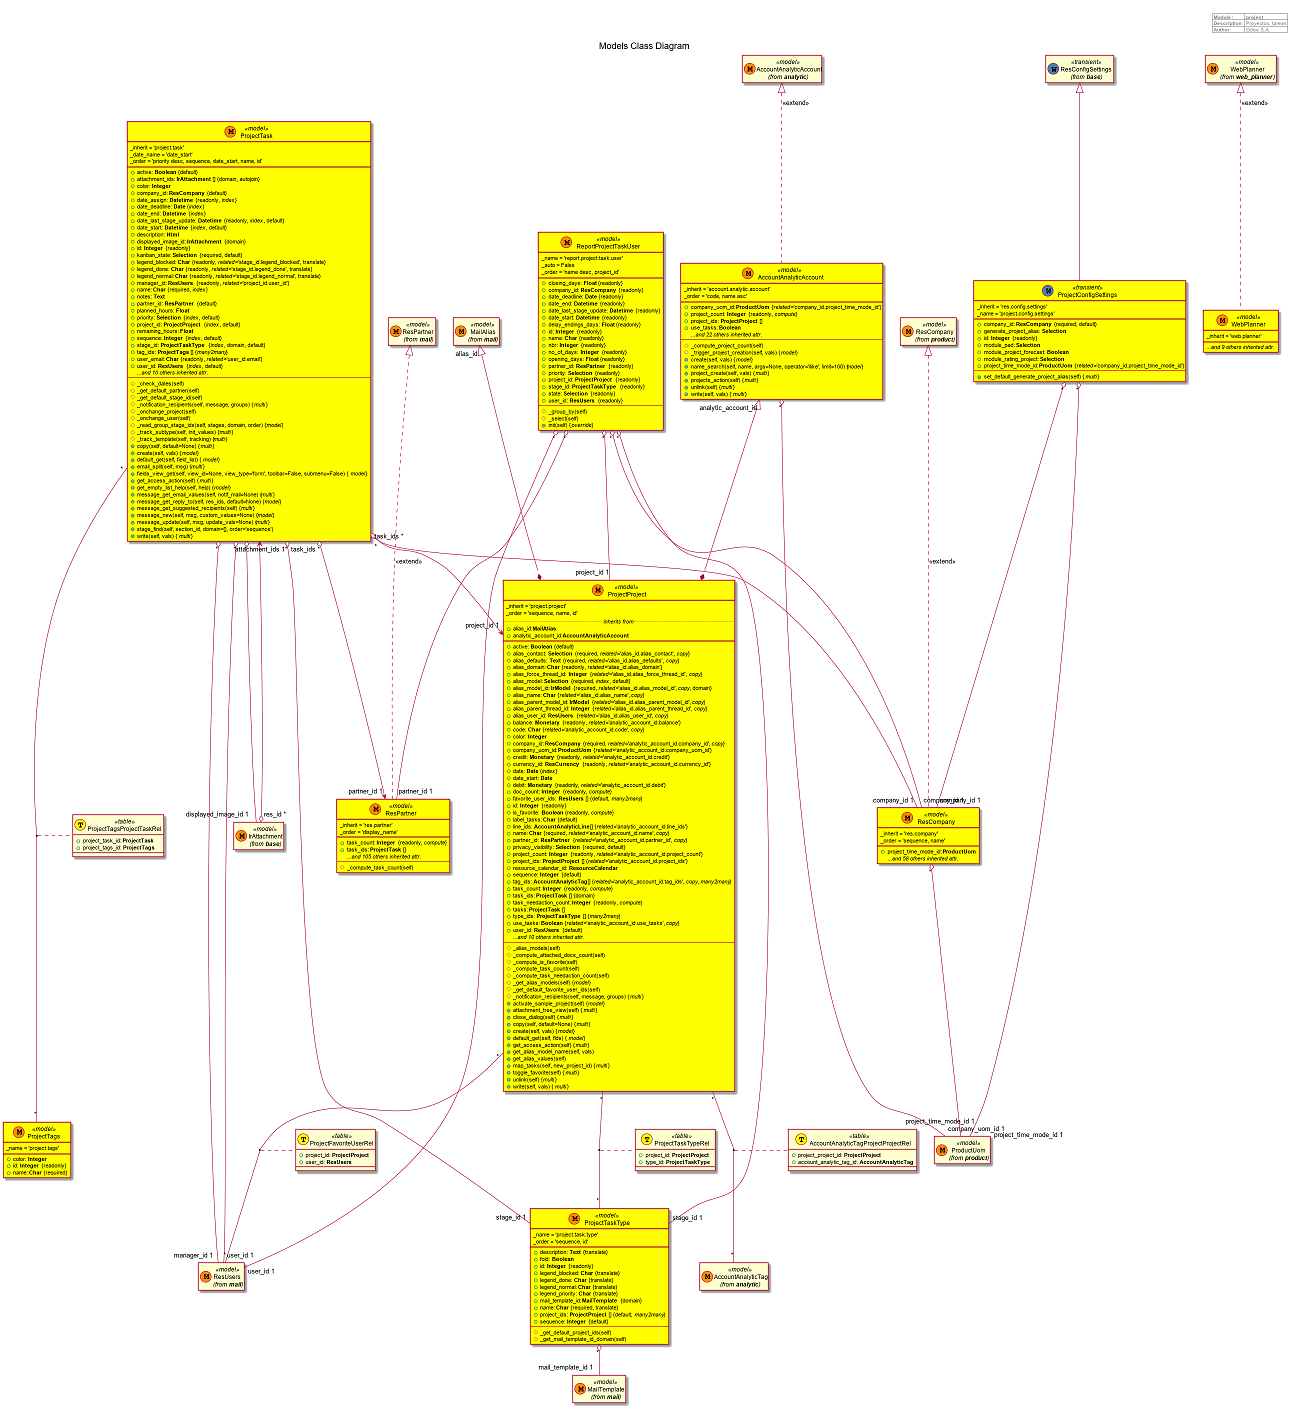 Module : project
Description: Proyectos, tareas
Author: Odoo S.A.
Models Class Diagram
«model»
AccountAnalyticAccount
(from analytic)
«transient»
ResConfigSettings
(from base)
«model»
WebPlanner
(from web_planner)
«extend»
«extend»
«model»
ProjectTask
_inherit = 'project.task'
_date_name = 'date_start'
_order = 'priority desc, sequence, date_start, name, id'
active: Boolean {default}
attachment_ids: IrAttachment [] {domain, autojoin}
color: Integer
company_id: ResCompany {default}
date_assign: Datetime {readonly, index}
date_deadline: Date {index}
date_end: Datetime {index}
date_last_stage_update: Datetime {readonly, index, default}
date_start: Datetime {index, default}
description: Html
displayed_image_id: IrAttachment {domain}
id: Integer {readonly}
kanban_state: Selection {required, default}
legend_blocked: Char {readonly, related='stage_id.legend_blocked', translate}
legend_done: Char {readonly, related='stage_id.legend_done', translate}
legend_normal: Char {readonly, related='stage_id.legend_normal', translate}
manager_id: ResUsers {readonly, related='project_id.user_id'}
name: Char {required, index}
notes: Text
partner_id: ResPartner {default}
planned_hours: Float
priority: Selection {index, default}
project_id: ProjectProject {index, default}
remaining_hours: Float
sequence: Integer {index, default}
stage_id: ProjectTaskType {index, domain, default}
tag_ids: ProjectTags [] {many2many}
user_email: Char {readonly, related='user_id.email'}
user_id: ResUsers {index, default}
...and 10 others inherited attr.
_check_dates(self)
_get_default_partner(self)
_get_default_stage_id(self)
_notification_recipients(self, message, groups) {multi}
_onchange_project(self)
_onchange_user(self)
_read_group_stage_ids(self, stages, domain, order) {model}
_track_subtype(self, init_values) {multi}
_track_template(self, tracking) {multi}
copy(self, default=None) {multi}
create(self, vals) {model}
default_get(self, field_list) {model}
email_split(self, msg) {multi}
fields_view_get(self, view_id=None, view_type='form', toolbar=False, submenu=False) {model}
get_access_action(self) {multi}
get_empty_list_help(self, help) {model}
message_get_email_values(self, notif_mail=None) {multi}
message_get_reply_to(self, res_ids, default=None) {model}
message_get_suggested_recipients(self) {multi}
message_new(self, msg, custom_values=None) {model}
message_update(self, msg, update_vals=None) {multi}
stage_find(self, section_id, domain=[], order='sequence')
write(self, vals) {multi}
«model»
ReportProjectTaskUser
_name = 'report.project.task.user'
_auto = False
_order = 'name desc, project_id'
closing_days: Float {readonly}
company_id: ResCompany {readonly}
date_deadline: Date {readonly}
date_end: Datetime {readonly}
date_last_stage_update: Datetime {readonly}
date_start: Datetime {readonly}
delay_endings_days: Float {readonly}
id: Integer {readonly}
name: Char {readonly}
nbr: Integer {readonly}
no_of_days: Integer {readonly}
opening_days: Float {readonly}
partner_id: ResPartner {readonly}
priority: Selection {readonly}
project_id: ProjectProject {readonly}
stage_id: ProjectTaskType {readonly}
state: Selection {readonly}
user_id: ResUsers {readonly}
_group_by(self)
_select(self)
init(self) {override}
«model»
AccountAnalyticAccount
_inherit = 'account.analytic.account'
_order = 'code, name asc'
company_uom_id: ProductUom {related='company_id.project_time_mode_id'}
project_count: Integer {readonly, compute}
project_ids: ProjectProject []
use_tasks: Boolean
...and 22 others inherited attr.
_compute_project_count(self)
_trigger_project_creation(self, vals) {model}
create(self, vals) {model}
name_search(self, name, args=None, operator='ilike', limit=100) {model}
project_create(self, vals) {multi}
projects_action(self) {multi}
unlink(self) {multi}
write(self, vals) {multi}
«transient»
ProjectConfigSettings
_inherit = 'res.config.settings'
_name = 'project.config.settings'
company_id: ResCompany {required, default}
generate_project_alias: Selection
id: Integer {readonly}
module_pad: Selection
module_project_forecast: Boolean
module_rating_project: Selection
project_time_mode_id: ProductUom {related='company_id.project_time_mode_id'}
set_default_generate_project_alias(self) {multi}
«model»
WebPlanner
_inherit = 'web.planner'
...and 9 others inherited attr.
«model»
ResPartner
(from mail)
«model»
MailAlias
(from mail)
«model»
ResCompany
(from product)
alias_id
analytic_account_id
task_ids *
attachment_ids 1
task_ids
«extend»
«extend»
project_id 1
project_id 1
«model»
ProjectProject
_inherit = 'project.project'
_order = 'sequence, name, id'
inherits from
alias_id: MailAlias
analytic_account_id: AccountAnalyticAccount
active: Boolean {default}
alias_contact: Selection {required, related='alias_id.alias_contact', copy}
alias_defaults: Text {required, related='alias_id.alias_defaults', copy}
alias_domain: Char {readonly, related='alias_id.alias_domain'}
alias_force_thread_id: Integer {related='alias_id.alias_force_thread_id', copy}
alias_model: Selection {required, index, default}
alias_model_id: IrModel {required, related='alias_id.alias_model_id', copy, domain}
alias_name: Char {related='alias_id.alias_name', copy}
alias_parent_model_id: IrModel {related='alias_id.alias_parent_model_id', copy}
alias_parent_thread_id: Integer {related='alias_id.alias_parent_thread_id', copy}
alias_user_id: ResUsers {related='alias_id.alias_user_id', copy}
balance: Monetary {readonly, related='analytic_account_id.balance'}
code: Char {related='analytic_account_id.code', copy}
color: Integer
company_id: ResCompany {required, related='analytic_account_id.company_id', copy}
company_uom_id: ProductUom {related='analytic_account_id.company_uom_id'}
credit: Monetary {readonly, related='analytic_account_id.credit'}
currency_id: ResCurrency {readonly, related='analytic_account_id.currency_id'}
date: Date {index}
date_start: Date
debit: Monetary {readonly, related='analytic_account_id.debit'}
doc_count: Integer {readonly, compute}
favorite_user_ids: ResUsers [] {default, many2many}
id: Integer {readonly}
is_favorite: Boolean {readonly, compute}
label_tasks: Char {default}
line_ids: AccountAnalyticLine[] {related='analytic_account_id.line_ids'}
name: Char {required, related='analytic_account_id.name', copy}
partner_id: ResPartner {related='analytic_account_id.partner_id', copy}
privacy_visibility: Selection {required, default}
project_count: Integer {readonly, related='analytic_account_id.project_count'}
project_ids: ProjectProject [] {related='analytic_account_id.project_ids'}
resource_calendar_id: ResourceCalendar
sequence: Integer {default}
tag_ids: AccountAnalyticTag[] {related='analytic_account_id.tag_ids', copy, many2many}
task_count: Integer {readonly, compute}
task_ids: ProjectTask [] {domain}
task_needaction_count: Integer {readonly, compute}
tasks: ProjectTask []
type_ids: ProjectTaskType [] {many2many}
use_tasks: Boolean {related='analytic_account_id.use_tasks', copy}
user_id: ResUsers {default}
...and 10 others inherited attr.
_alias_models(self)
_compute_attached_docs_count(self)
_compute_is_favorite(self)
_compute_task_count(self)
_compute_task_needaction_count(self)
_get_alias_models(self) {model}
_get_default_favorite_user_ids(self)
_notification_recipients(self, message, groups) {multi}
activate_sample_project(self) {model}
attachment_tree_view(self) {multi}
close_dialog(self) {multi}
copy(self, default=None) {multi}
create(self, vals) {model}
default_get(self, flds) {model}
get_access_action(self) {multi}
get_alias_model_name(self, vals)
get_alias_values(self)
map_tasks(self, new_project_id) {multi}
toggle_favorite(self) {multi}
unlink(self) {multi}
write(self, vals) {multi}
partner_id 1
partner_id 1
displayed_image_id 1
res_id *
company_id 1
company_id 1
«table»
ProjectTagsProjectTaskRel
project_task_id: ProjectTask
project_tags_id: ProjectTags
«model»
IrAttachment
(from base)
«model»
ResPartner
_inherit = 'res.partner'
_order = 'display_name'
task_count: Integer {readonly, compute}
task_ids: ProjectTask []
...and 105 others inherited attr.
_compute_task_count(self)
«model»
ResCompany
_inherit = 'res.company'
_order = 'sequence, name'
project_time_mode_id: ProductUom
...and 58 others inherited attr.
project_time_mode_id 1
company_uom_id 1
project_time_mode_id 1
«model»
ProjectTags
_name = 'project.tags'
color: Integer
id: Integer {readonly}
name: Char {required}
«table»
ProjectFavoriteUserRel
project_id: ProjectProject
user_id: ResUsers
«table»
ProjectTaskTypeRel
project_id: ProjectProject
type_id: ProjectTaskType
«table»
AccountAnalyticTagProjectProjectRel
project_project_id: ProjectProject
account_analytic_tag_id: AccountAnalyticTag
«model»
ProductUom
(from product)
stage_id 1
stage_id 1
«model»
ProjectTaskType
_name = 'project.task.type'
_order = 'sequence, id'
description: Text {translate}
fold: Boolean
id: Integer {readonly}
legend_blocked: Char {translate}
legend_done: Char {translate}
legend_normal: Char {translate}
legend_priority: Char {translate}
mail_template_id: MailTemplate {domain}
name: Char {required, translate}
project_ids: ProjectProject [] {default, many2many}
sequence: Integer {default}
_get_default_project_ids(self)
_get_mail_template_id_domain(self)
manager_id 1
user_id 1
user_id 1
«model»
ResUsers
(from mail)
«model»
AccountAnalyticTag
(from analytic)
mail_template_id 1
«model»
MailTemplate
(from mail)